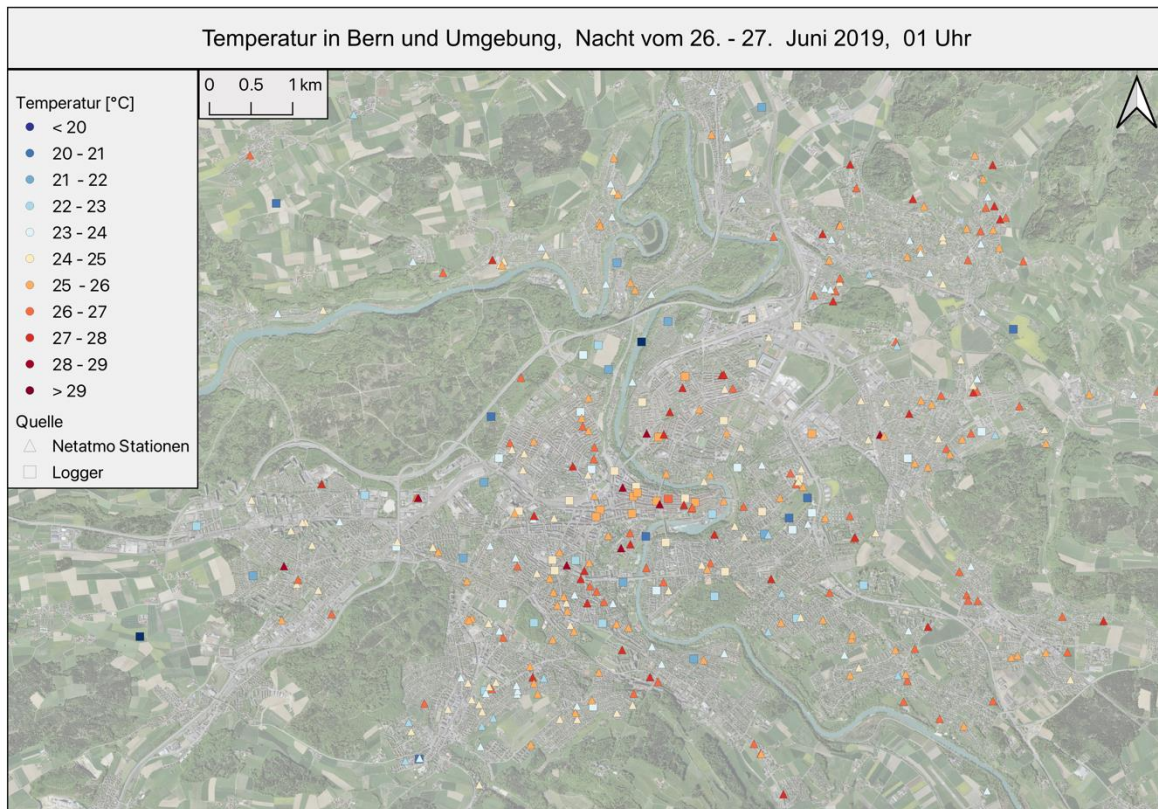 Temperatur in Bern und Umgebung, Nacht vom 26. - 27. Juni 2019, 01 Uhr
0 0.5 1 km
Temperatur [°C]
< 20
20 - 21
21 - 22
22 - 23
23 - 24
24 - 25
25 - 26
26 - 27
27 - 28
28 - 29
> 29
Quelle
Netatmo Stationen
Logger